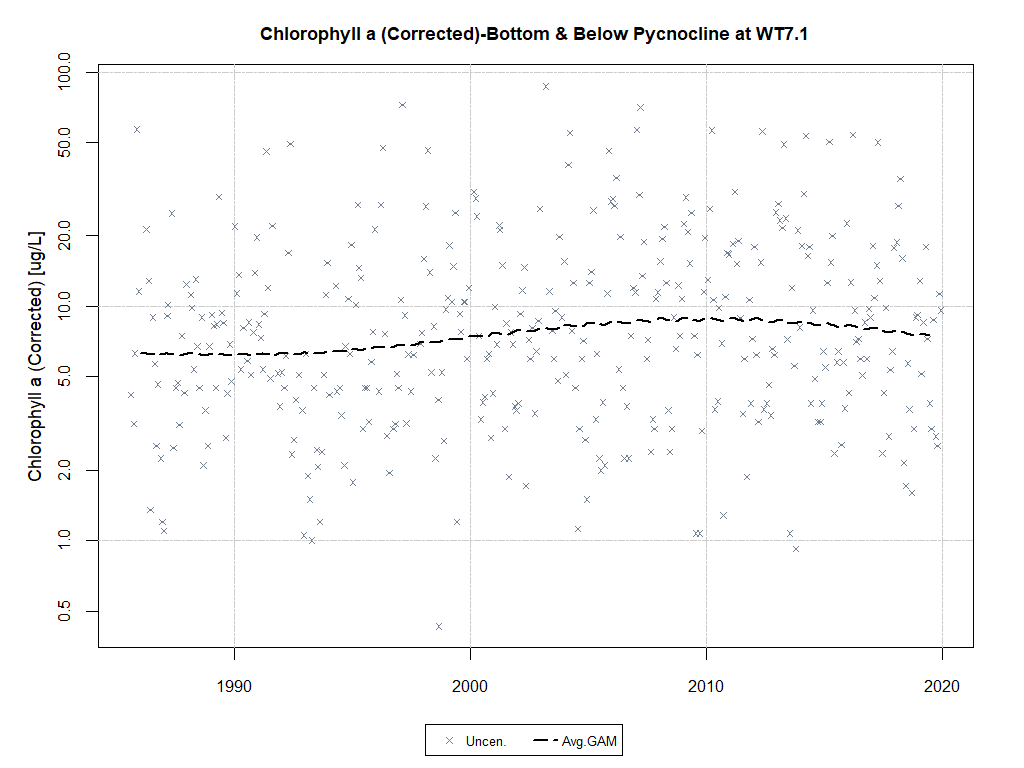 Chlorophyll a (Corrected)-Bottom & Below Pycnocline at WT7.1
Chlorophyll a (Corrected) [ug/L]
100.0
50.0
20.0
10.0
5.0
2.0
1.0
0.5
1990 2000 2010 2020
Uncen. Avg.GAM